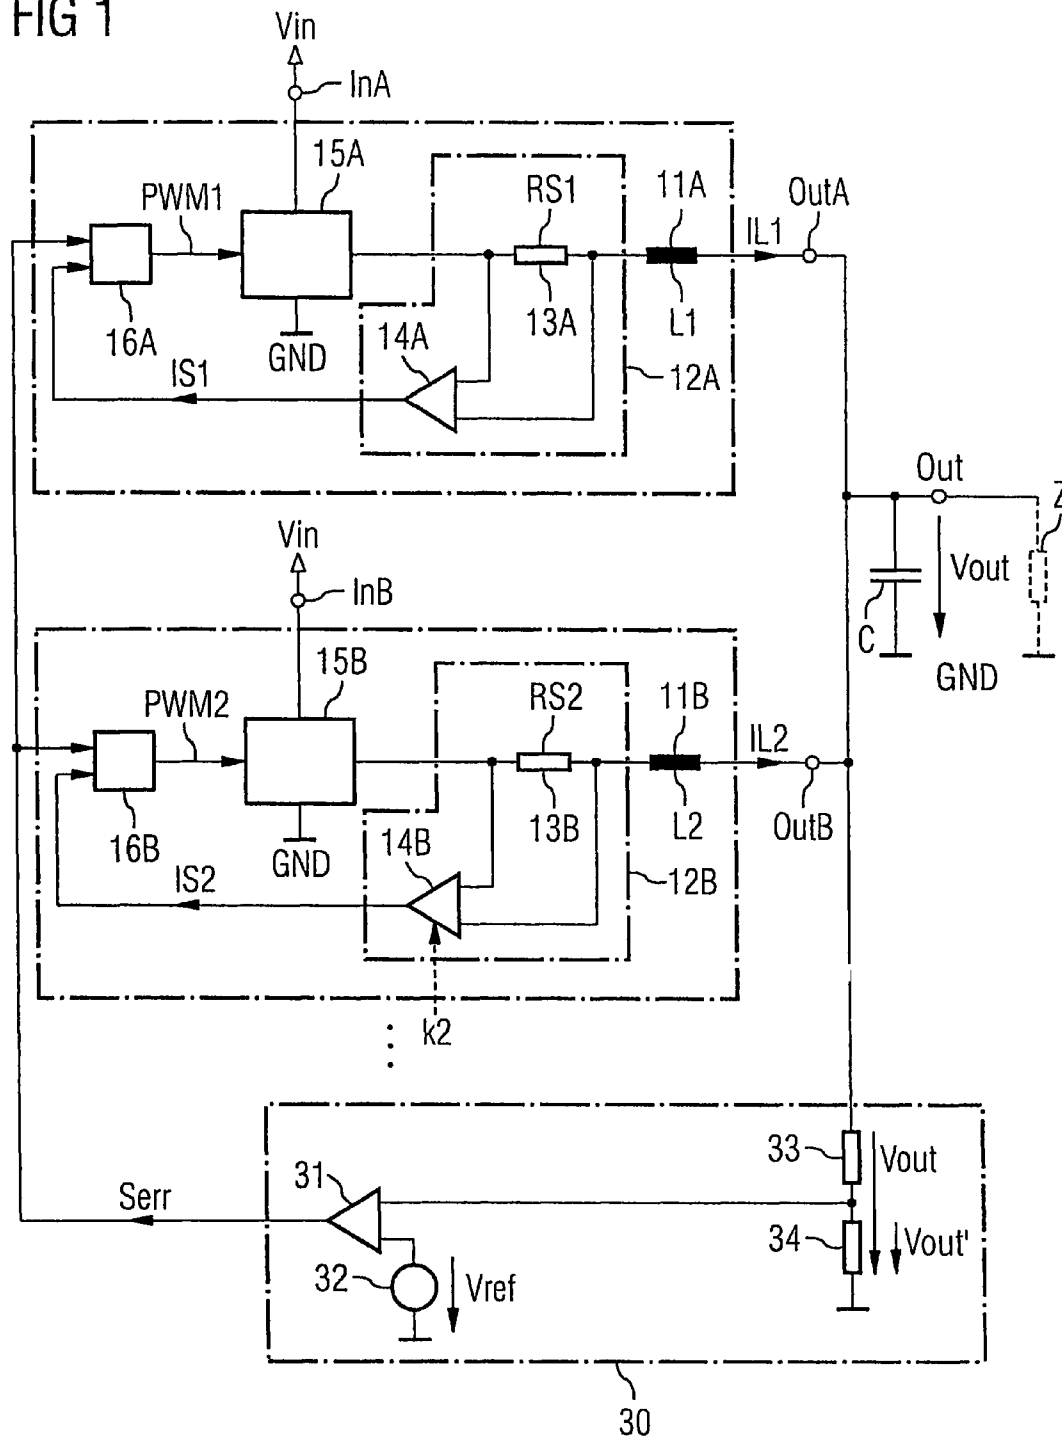 FIG 1
Vin
InA
15A
PWM1
RS1
11A
OutA
IL1
16A
GND
14A
13A
L1
IS1
12A
Out
Z
Vout
C
GND
Vin
InB
15B
PWM2
RS2
11B
IL2
16B
GND
14B
13B
L2
OutB
IS2
12B
k2
33
Vout
31
Serr
34
Vout'
32
Vref
30